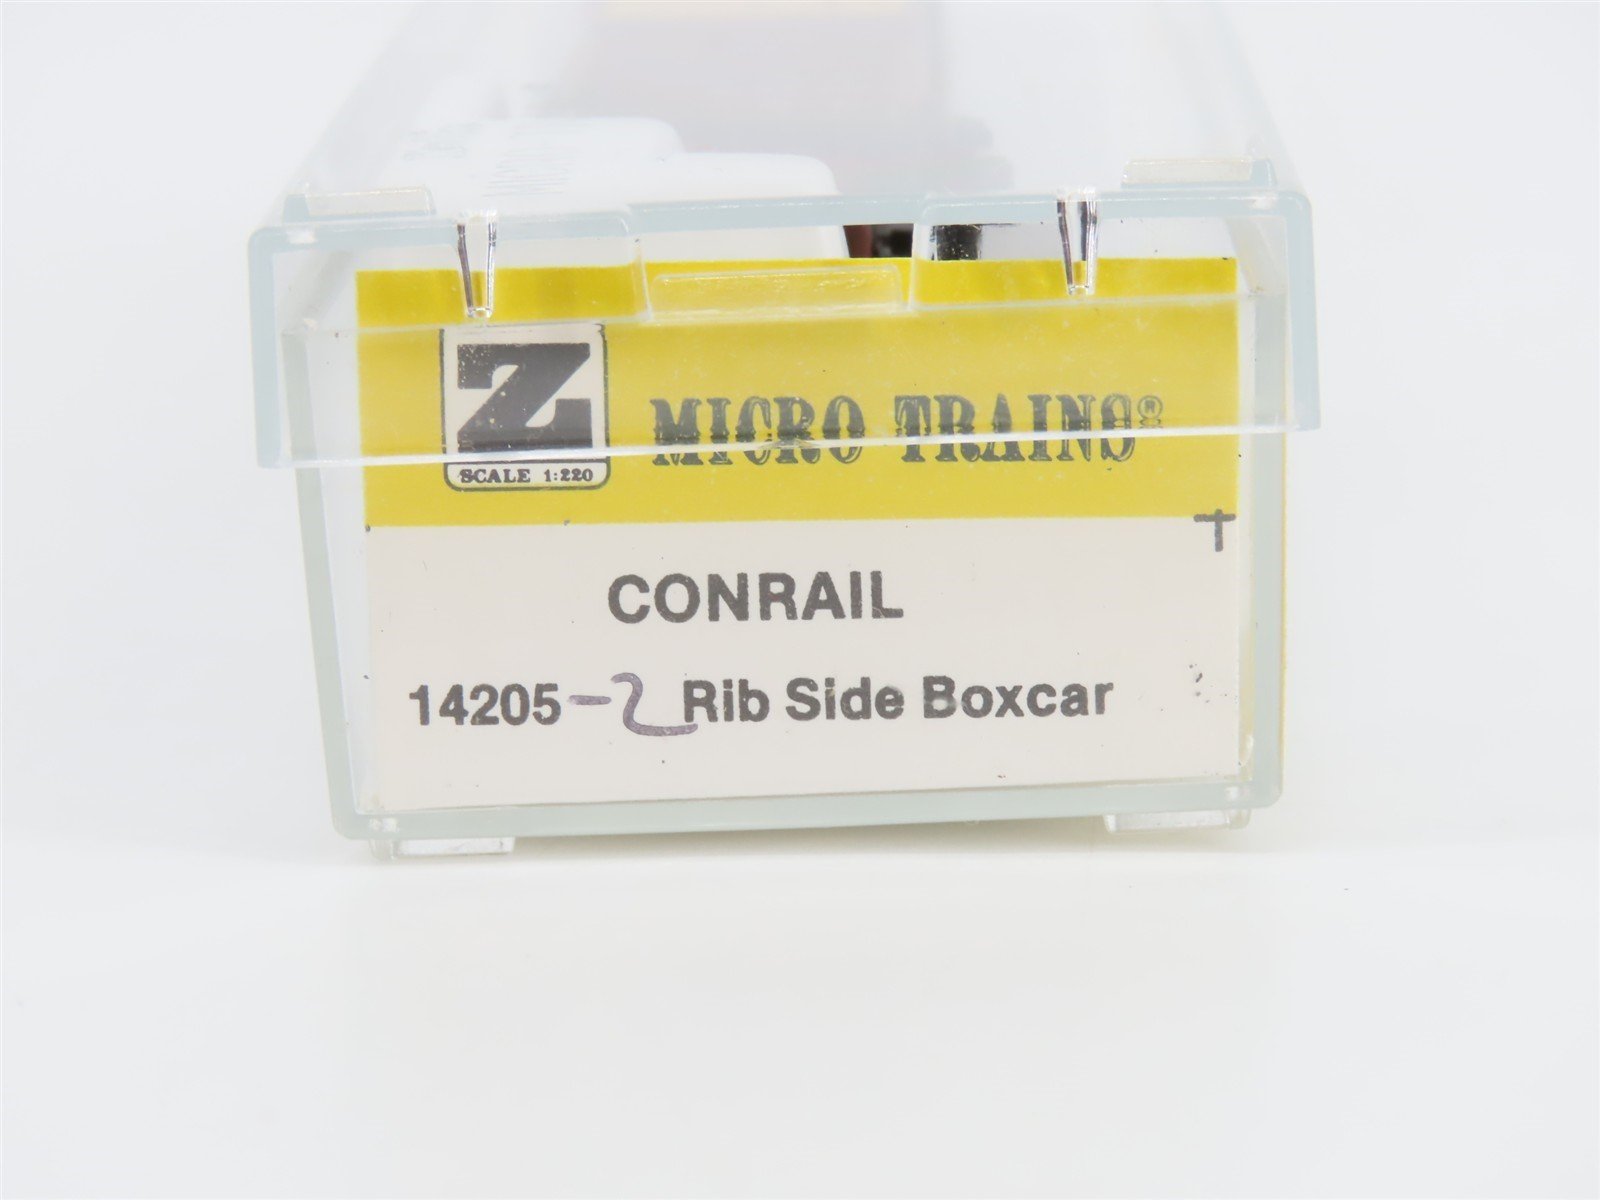 Z
SCALE 1:220
MICRO TRAINS®
CONRAIL
14205-2 Rib Side Boxcar